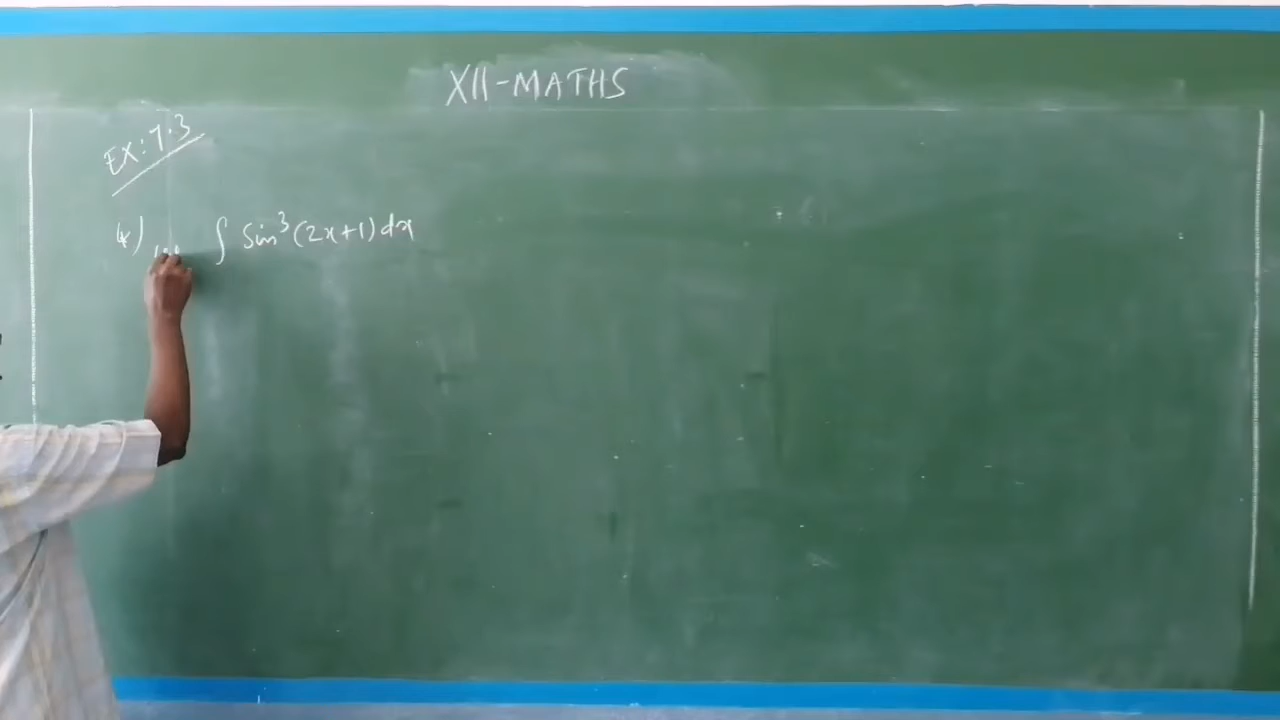 XII-MATHS
Ex: 7.3
4) ∫ Sin³(2x+1)dx